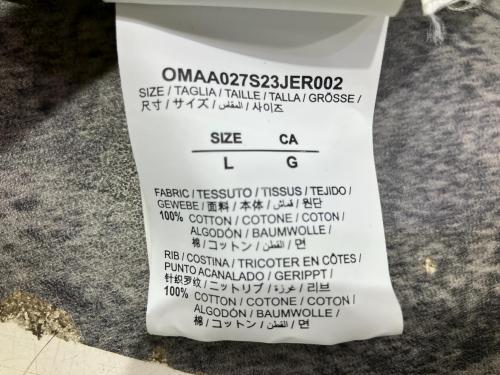 OMAA027S23JER002
SIZE / TAGLIA / TAILLE / TALLA / GRÖSSE /
尺寸 / サイズ / المقاس / 사이즈
SIZE CA
L G
FABRIC / TESSUTO / TISSUS / TEJIDO /
GEWEBE / 面料 / 本体 / قماش / 원단
100% COTTON / COTONE / COTON /
ALGODÓN / BAUMWOLLE /
棉 / コットン / القطن / 면
RIB / COSTINA / TRICOTER EN CÔTES /
PUNTO ACANALADO / GERIPPT /
针织罗纹 / ニットリブ / غرزة / 리브
100% COTTON / COTONE / COTON /
ALGODÓN / BAUMWOLLE /
棉 / コットン / القطن / 면